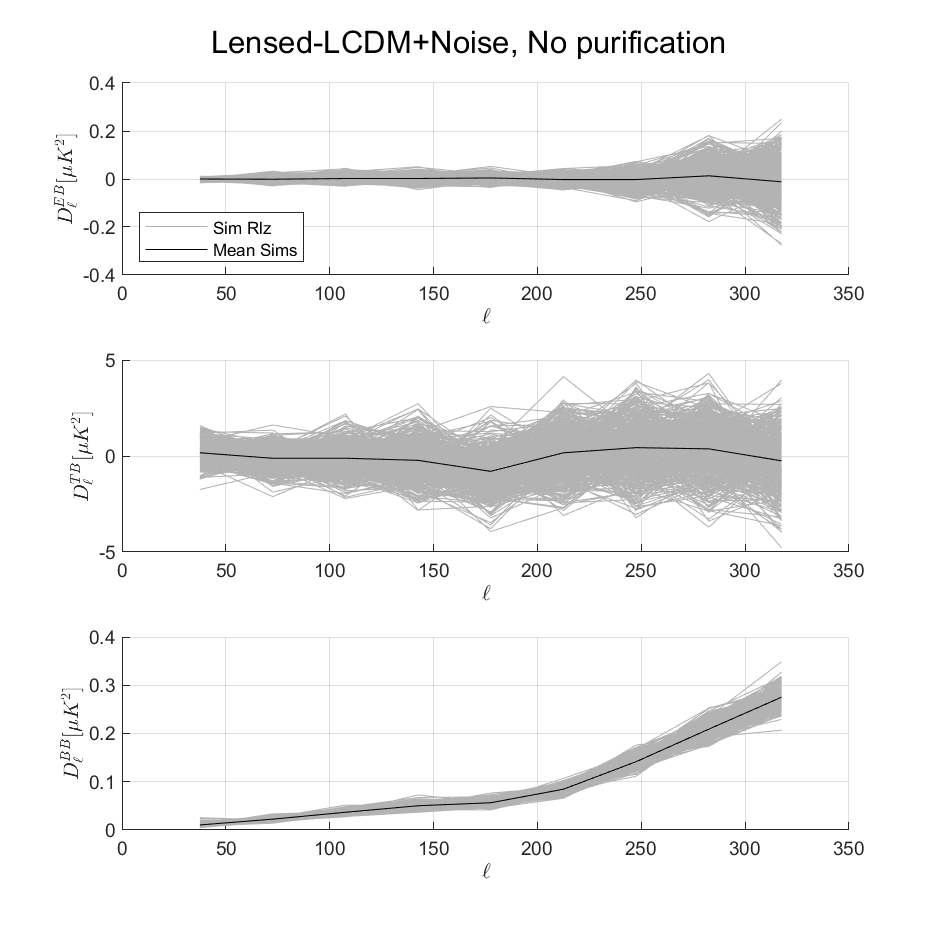 Lensed-LCDM+Noise, No purification
0.4
0.2
0
-0.2
-0.4
D_ℓ^{EB}[μK^2]
Sim Rlz
Mean Sims
0 50 100 150 200 250 300 350
ℓ
5
0
-5
D_ℓ^{TB}[μK^2]
0 50 100 150 200 250 300 350
ℓ
0.4
0.3
0.2
0.1
0
D_ℓ^{BB}[μK^2]
0 50 100 150 200 250 300 350
ℓ